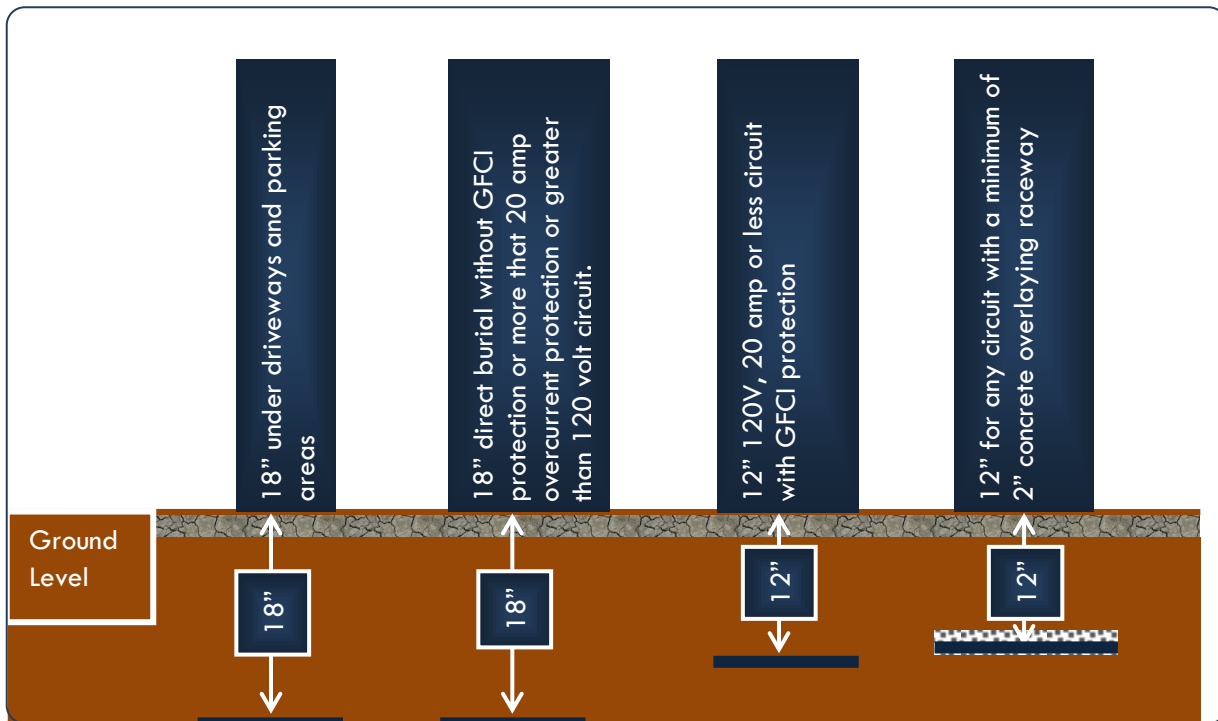 18” under driveways and parking
areas
18” direct burial without GFCI
protection or more that 20 amp
overcurrent protection or greater
than 120 volt circuit.
12” 120V, 20 amp or less circuit
with GFCI protection
12” for any circuit with a minimum of
2” concrete overlaying raceway
Ground
Level
18”
18”
12”
12”